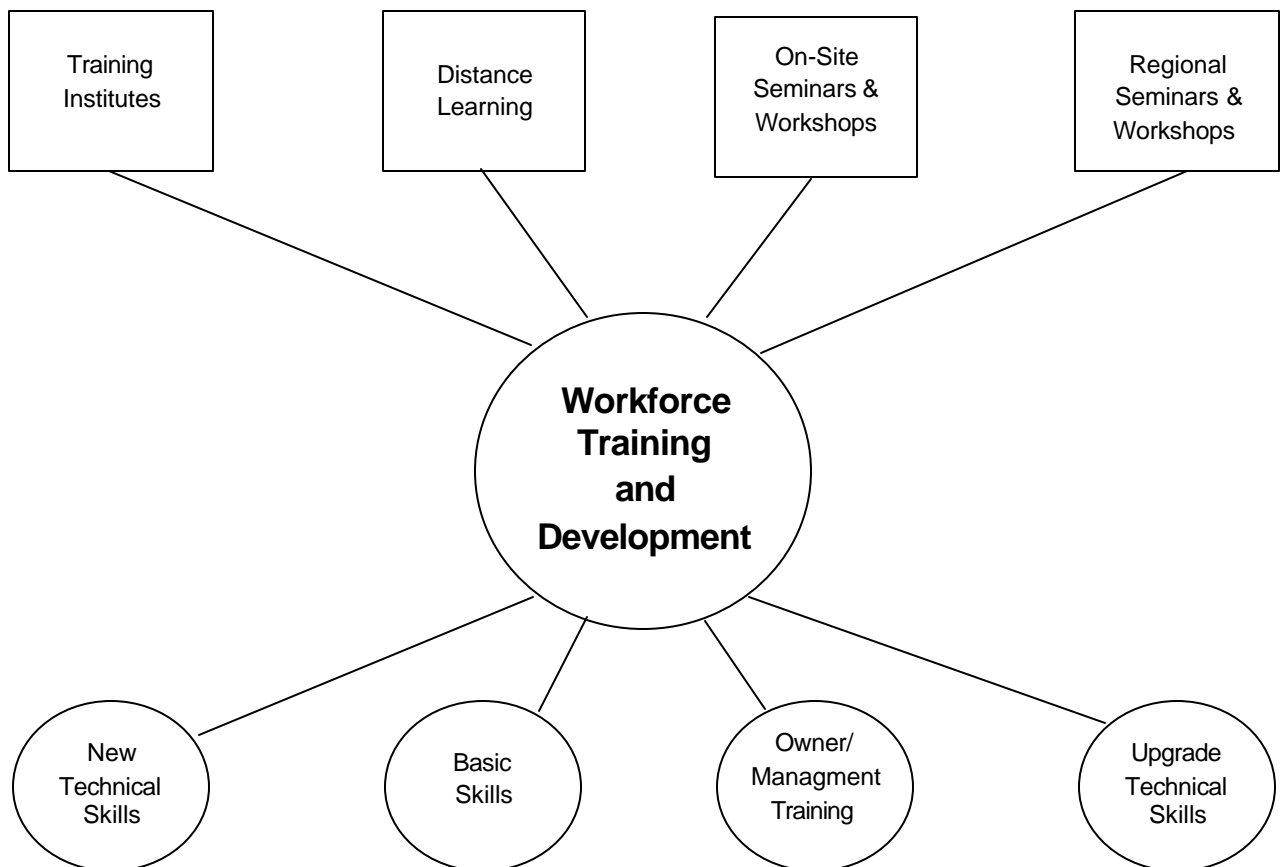 Training
Institutes
Distance
Learning
On-Site
Seminars &
Workshops
Regional
Seminars &
Workshops
Workforce
Training
and
Development
New
Technical
Skills
Basic
Skills
Owner/
Managment
Training
Upgrade
Technical
Skills